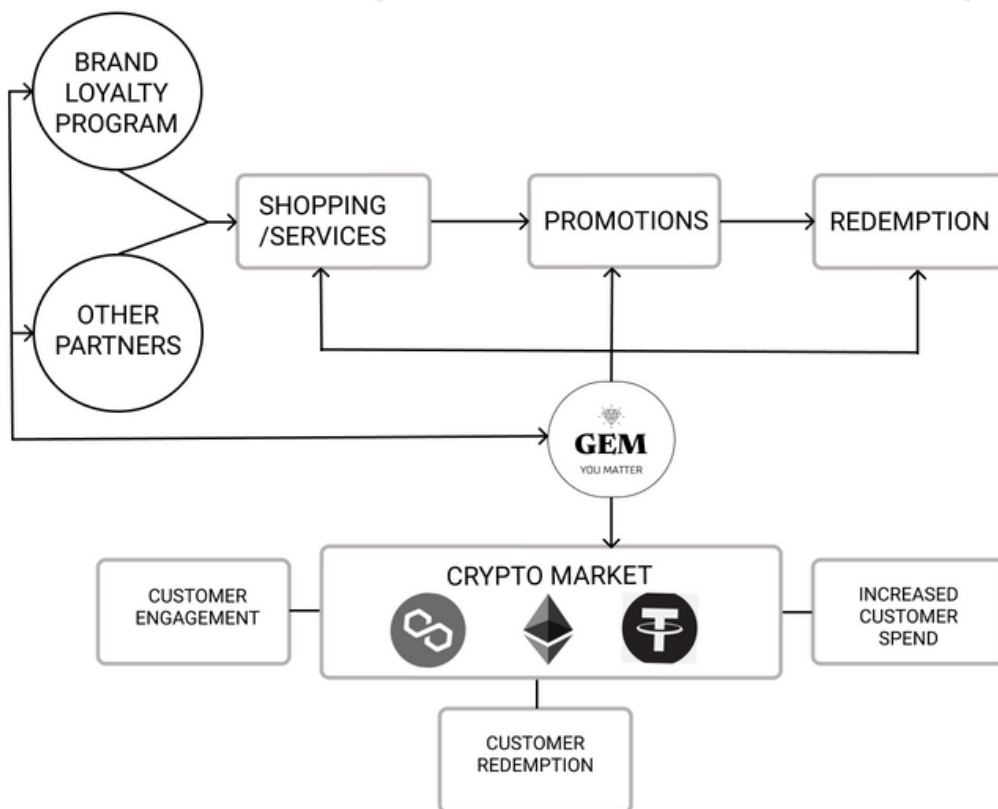 BRAND
LOYALTY
PROGRAM
SHOPPING
/SERVICES
PROMOTIONS
REDEMPTION
OTHER
PARTNERS
GEM
YOU MATTER
CRYPTO MARKET
CUSTOMER
ENGAGEMENT
INCREASED
CUSTOMER
SPEND
CUSTOMER
REDEMPTION